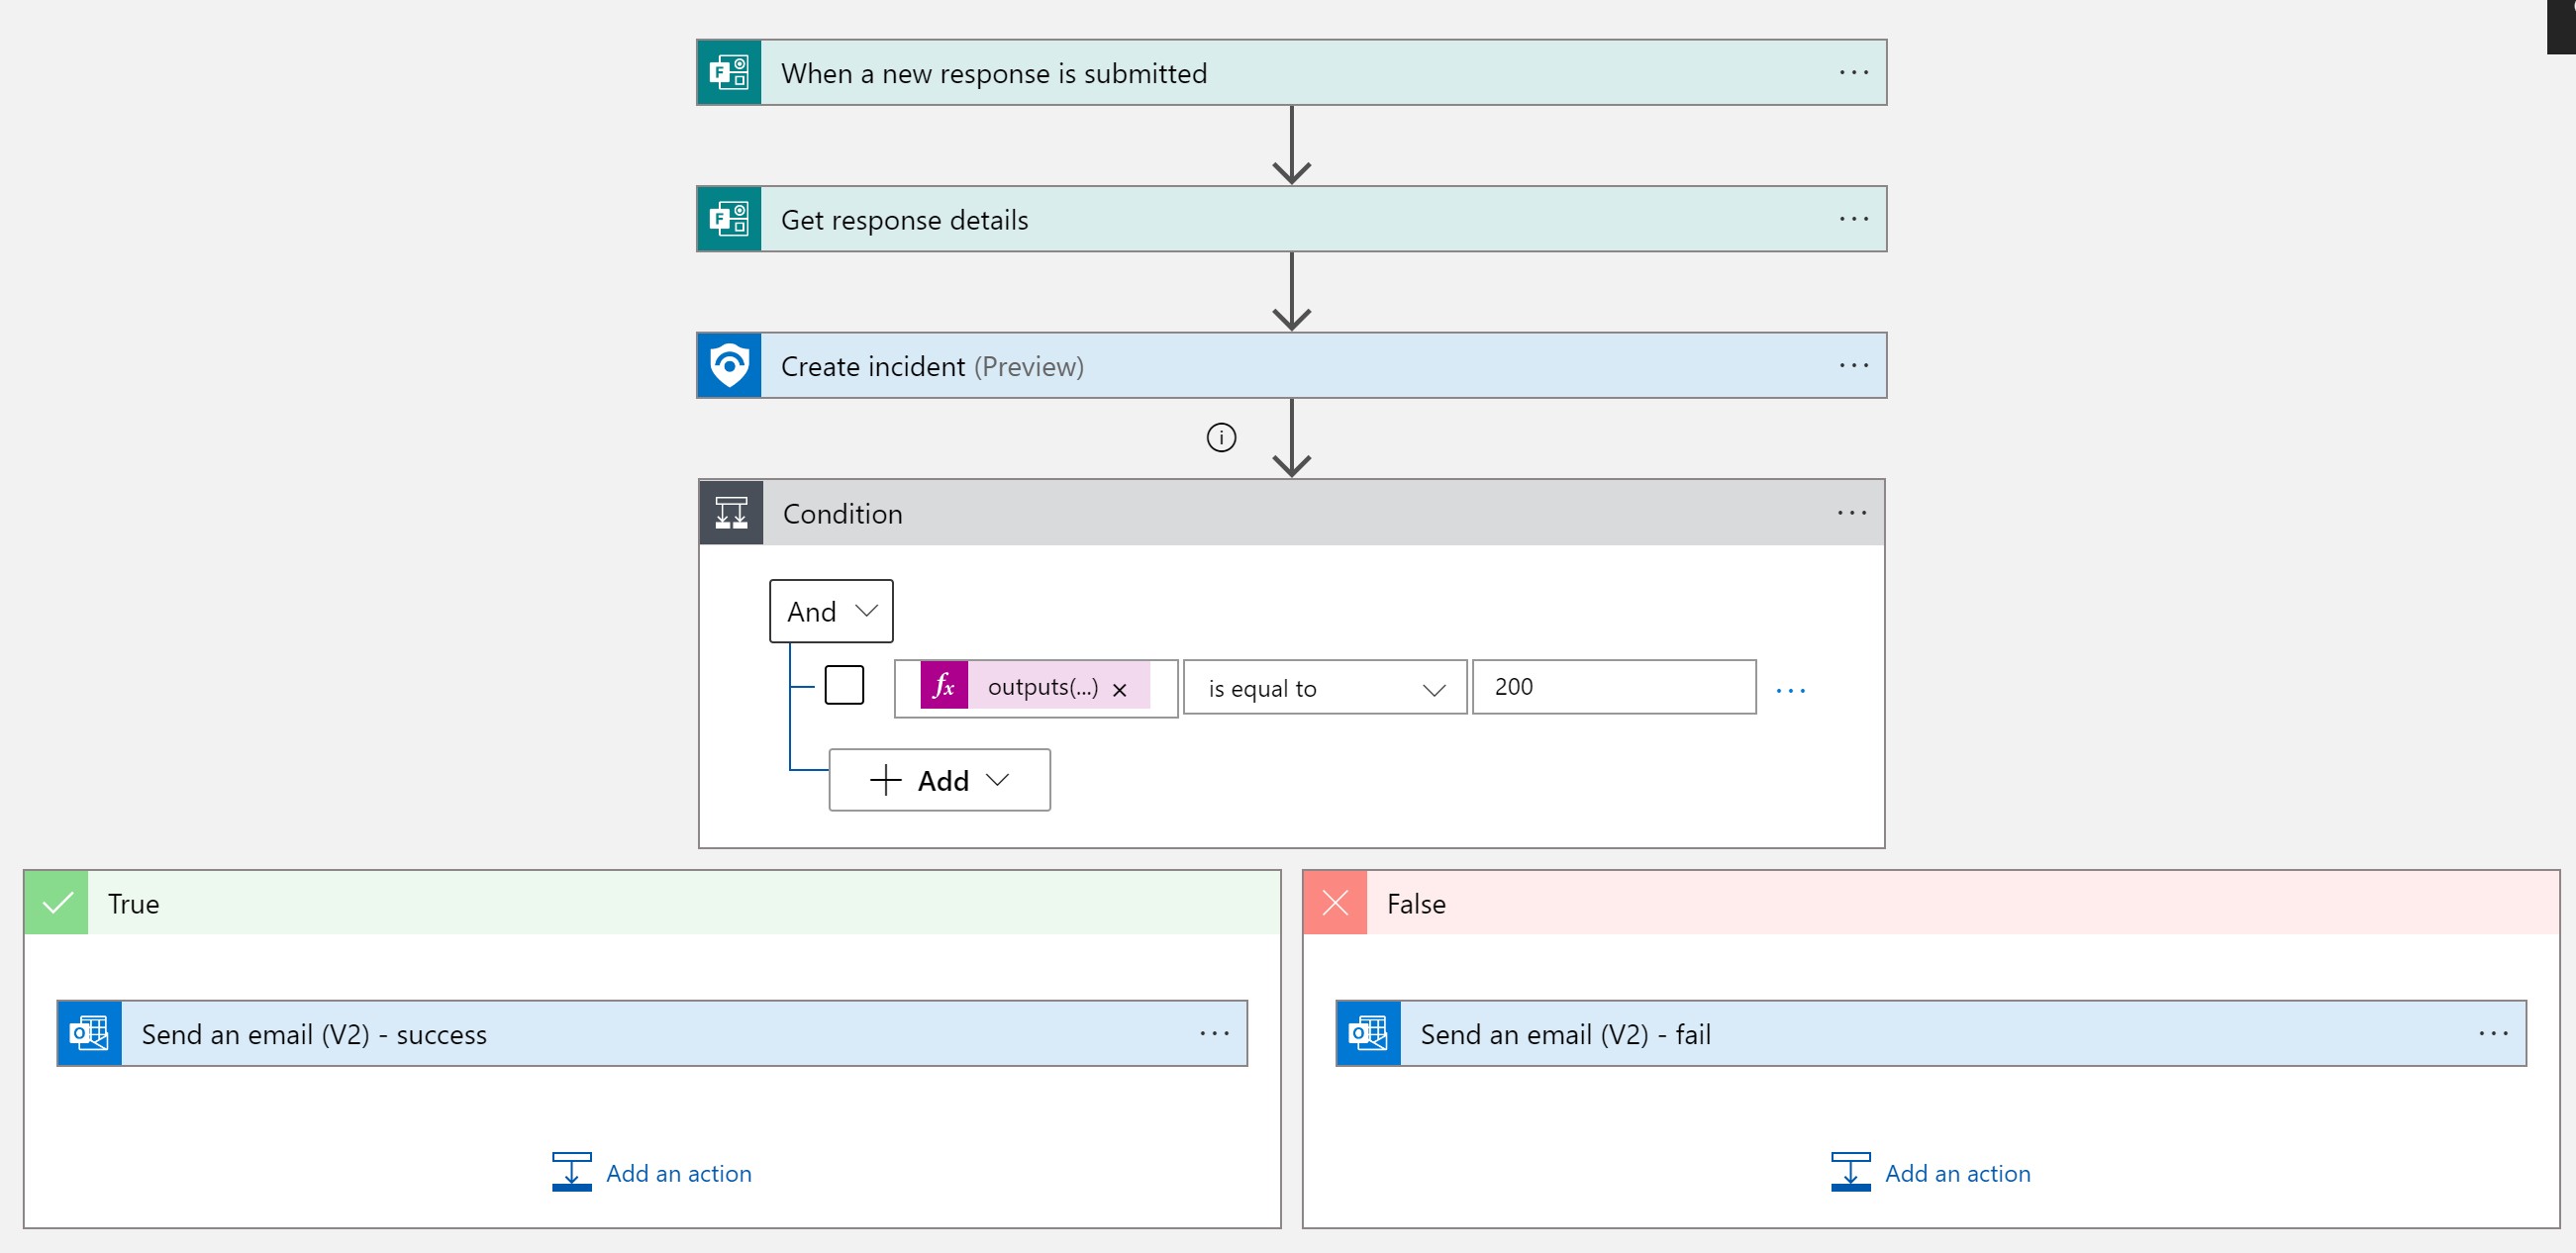 When a new response is submitted
Get response details
Create incident (Preview)
Condition
And
fx outputs(...) × is equal to 200
+ Add
True
False
Send an email (V2) - success
Send an email (V2) - fail
Add an action
Add an action